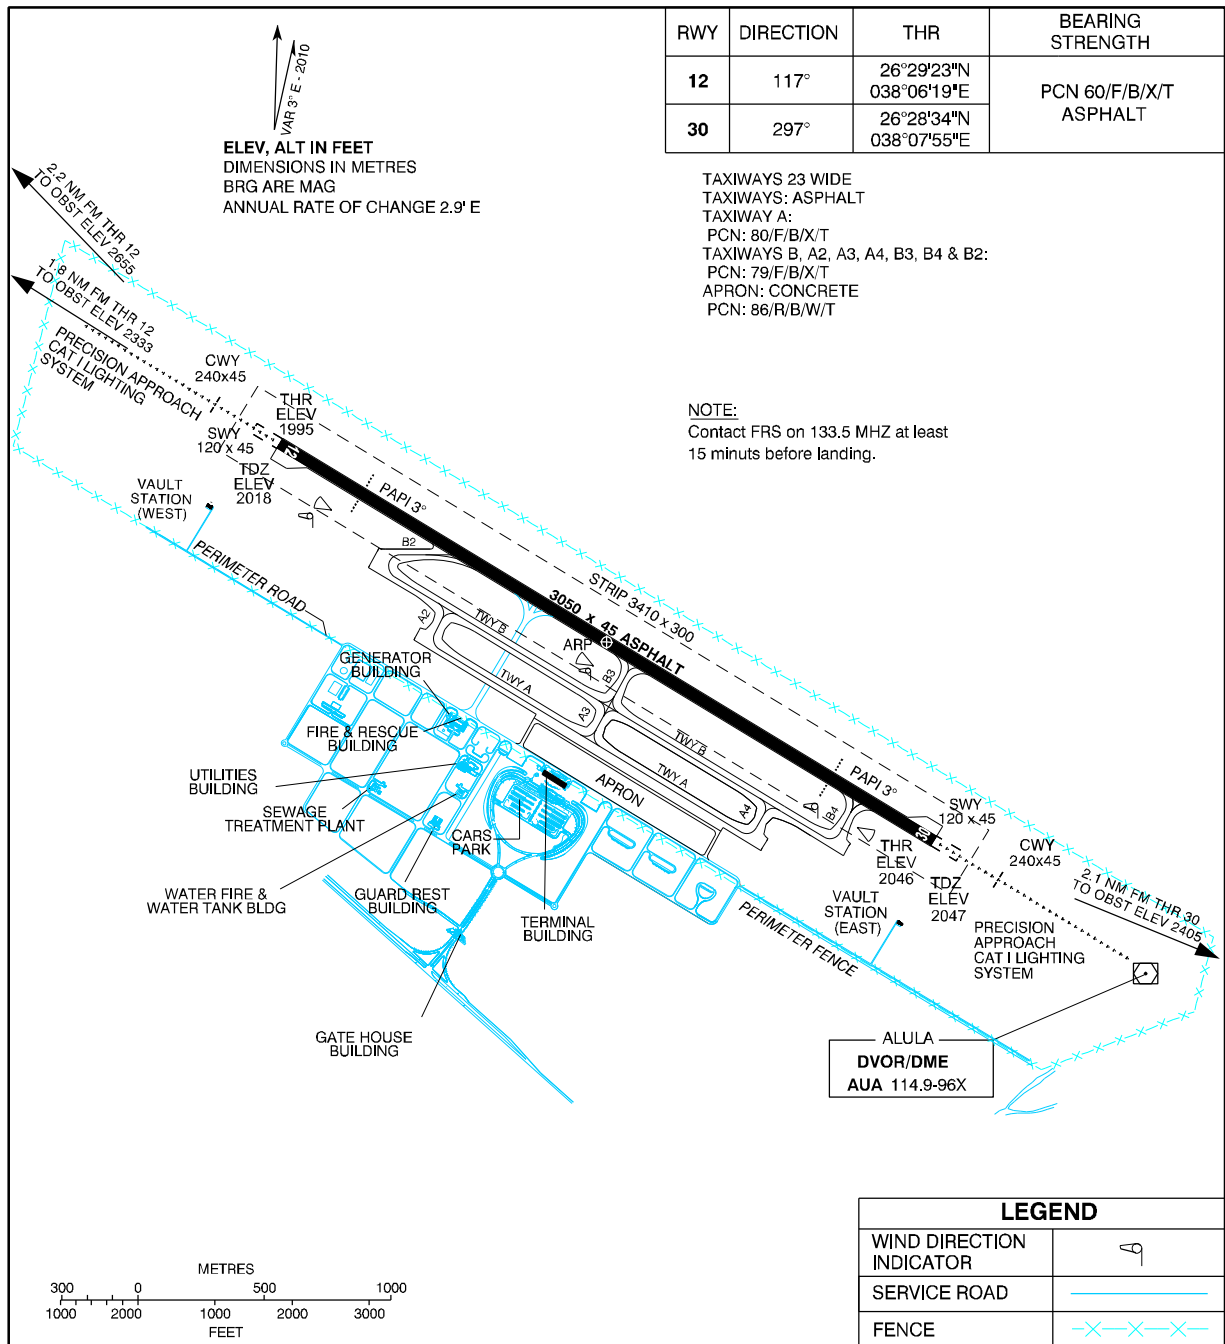 RWY DIRECTION THR BEARING STRENGTH
12 117° 26°29'23"N 038°06'19"E PCN 60/F/B/X/T ASPHALT
30 297° 26°28'34"N 038°07'55"E
VAR 3° E - 2010
ELEV, ALT IN FEET
DIMENSIONS IN METRES
BRG ARE MAG
ANNUAL RATE OF CHANGE 2.9' E
TAXIWAYS 23 WIDE
TAXIWAYS: ASPHALT
TAXIWAY A:
PCN: 80/F/B/X/T
TAXIWAYS B, A2, A3, A4, B3, B4 & B2:
PCN: 79/F/B/X/T
APRON: CONCRETE
PCN: 86/R/B/W/T
NOTE:
Contact FRS on 133.5 MHZ at least
15 minuts before landing.
2.2 NM FM THR 12
TO OBST ELEV 2655
1.8 NM FM THR 12
TO OBST ELEV 2333
PRECISION APPROACH
CAT I LIGHTING
SYSTEM
CWY
240x45
SWY
120 x 45
THR
ELEV
1995
TDZ
ELEV
2018
12
VAULT
STATION
(WEST)
PERIMETER ROAD
PAPI 3°
B2
STRIP 3410 x 300
3050 x 45 ASPHALT
ARP
TWY B
A2
B3
TWY A
A3
TWY B
TWY A
A4
B4
APRON
PAPI 3°
30
GENERATOR
BUILDING
FIRE & RESCUE
BUILDING
UTILITIES
BUILDING
SEWAGE
TREATMENT PLANT
CARS
PARK
WATER FIRE &
WATER TANK BLDG
GUARD REST
BUILDING
TERMINAL
BUILDING
GATE HOUSE
BUILDING
PERIMETER FENCE
SWY
120 x 45
CWY
240x45
THR
ELEV
2046
TDZ
ELEV
2047
VAULT
STATION
(EAST)
2.1 NM FM THR 30
TO OBST ELEV 2405
PRECISION
APPROACH
CAT I LIGHTING
SYSTEM
ALULA
DVOR/DME
AUA 114.9-96X
METRES
300 0 500 1000
1000 2000 1000 2000 3000
FEET
LEGEND
WIND DIRECTION
INDICATOR
SERVICE ROAD
FENCE